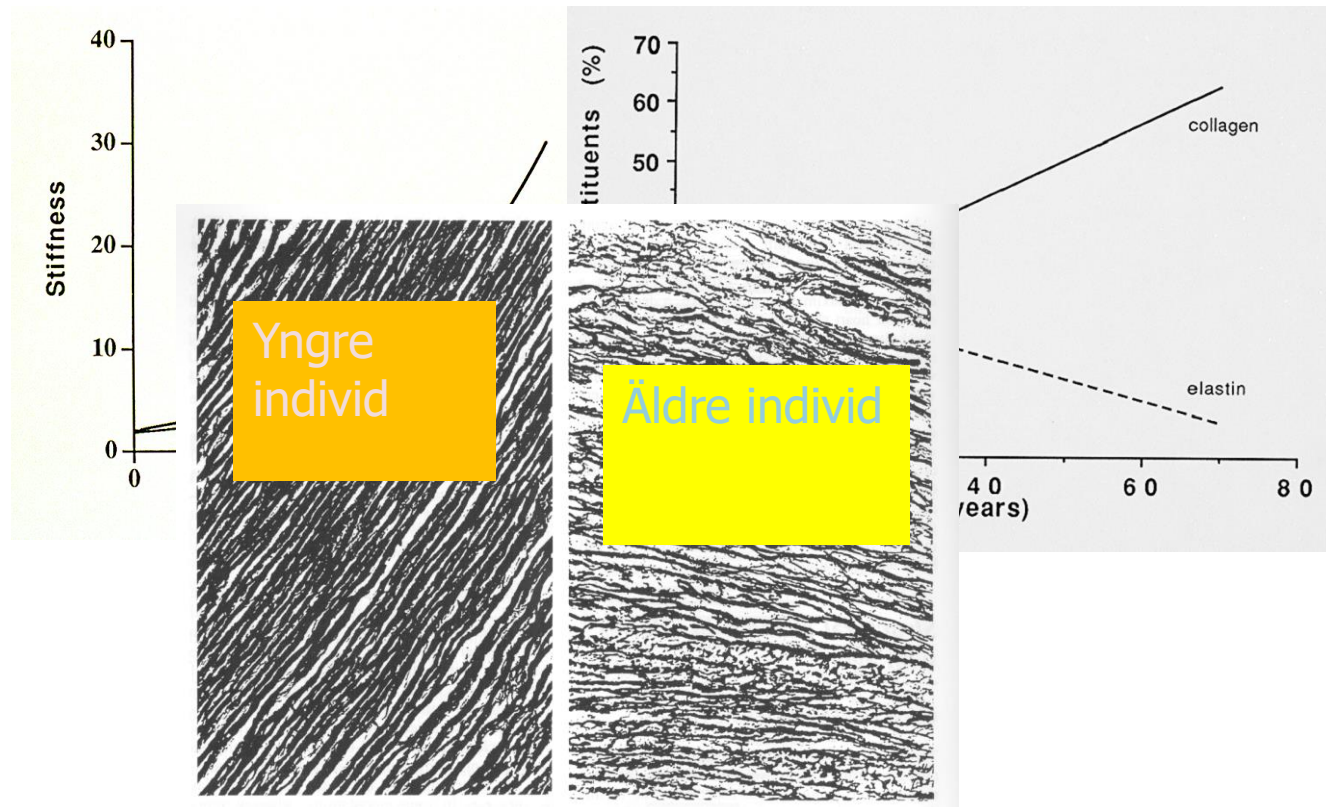 40
30
20
10
0
0
Stiffness
70
60
50
tituents (%)
collagen
elastin
40
60
80
years)
Yngre
individ
Äldre individ